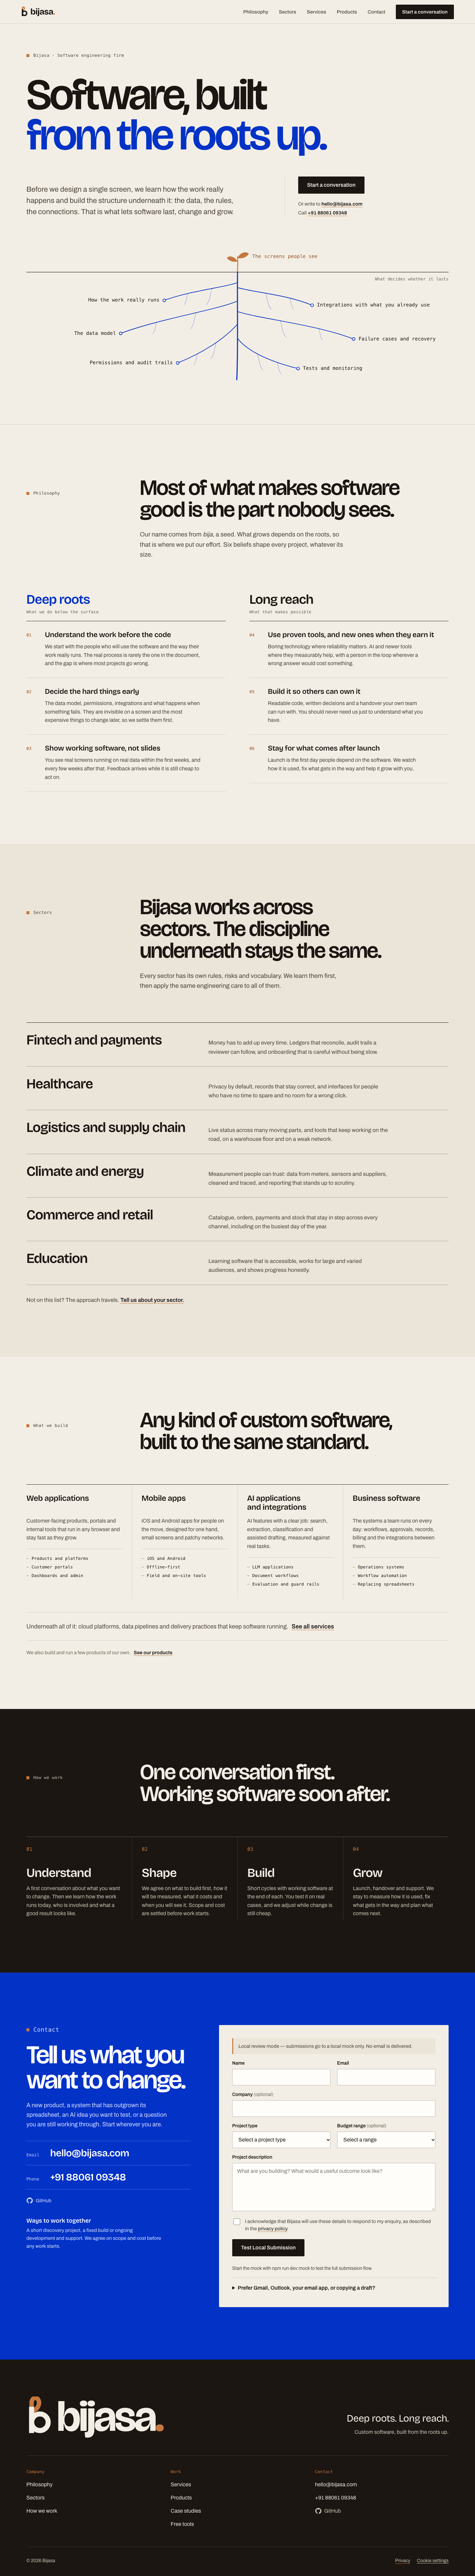 bijasa.
Philosophy Sectors Services Products Contact Start a conversation
Bijasa · Software engineering firm
Software, built
from the roots up.
Before we design a single screen, we learn how the work really
happens and build the structure underneath it: the data, the rules,
the connections. That is what lets software last, change and grow.
Start a conversation
Or write to hello@bijasa.com
Call +91 88061 09348
The screens people see
What decides whether it lasts
How the work really runs
Integrations with what you already use
The data model
Failure cases and recovery
Permissions and audit trails
Tests and monitoring
Philosophy
Most of what makes software
good is the part nobody sees.
Our name comes from bija, a seed. What grows depends on the roots, so
that is where we put our effort. Six beliefs shape every project, whatever its
size.
Deep roots
What we do below the surface
01
Understand the work before the code
We start with the people who will use the software and the way their
work really runs. The real process is rarely the one in the document,
and the gap is where most projects go wrong.
02
Decide the hard things early
The data model, permissions, integrations and what happens when
something fails. They are invisible on a screen and the most
expensive things to change later, so we settle them first.
03
Show working software, not slides
You see real screens running on real data within the first weeks, and
every few weeks after that. Feedback arrives while it is still cheap to
act on.
Long reach
What that makes possible
04
Use proven tools, and new ones when they earn it
Boring technology where reliability matters. AI and newer tools
where they measurably help, with a person in the loop wherever a
wrong answer would cost something.
05
Build it so others can own it
Readable code, written decisions and a handover your own team
can run with. You should never need us just to understand what you
have.
06
Stay for what comes after launch
Launch is the first day people depend on the software. We watch
how it is used, fix what gets in the way and help it grow with you.
Sectors
Bijasa works across
sectors. The discipline
underneath stays the same.
Every sector has its own rules, risks and vocabulary. We learn them first,
then apply the same engineering care to all of them.
Fintech and payments
Money has to add up every time. Ledgers that reconcile, audit trails a
reviewer can follow, and onboarding that is careful without being slow.
Healthcare
Privacy by default, records that stay correct, and interfaces for people
who have no time to spare and no room for a wrong click.
Logistics and supply chain
Live status across many moving parts, and tools that keep working on the
road, on a warehouse floor and on a weak network.
Climate and energy
Measurement people can trust: data from meters, sensors and suppliers,
cleaned and traced, and reporting that stands up to scrutiny.
Commerce and retail
Catalogue, orders, payments and stock that stay in step across every
channel, including on the busiest day of the year.
Education
Learning software that is accessible, works for large and varied
audiences, and shows progress honestly.
Not on this list? The approach travels. Tell us about your sector.
What we build
Any kind of custom software,
built to the same standard.
Web applications
Customer-facing products, portals and
internal tools that run in any browser and
stay fast as they grow.
– Products and platforms
– Customer portals
– Dashboards and admin
Mobile apps
iOS and Android apps for people on
the move, designed for one hand,
small screens and patchy networks.
– iOS and Android
– Offline-first
– Field and on-site tools
AI applications
and integrations
AI features with a clear job: search,
extraction, classification and
assisted drafting, measured against
real tasks.
– LLM applications
– Document workflows
– Evaluation and guard rails
Business software
The systems a team runs on every
day: workflows, approvals, records,
billing and the integrations between
them.
– Operations systems
– Workflow automation
– Replacing spreadsheets
Underneath all of it: cloud platforms, data pipelines and delivery practices that keep software running. See all services
We also build and run a few products of our own. See our products
How we work
One conversation first.
Working software soon after.
01
Understand
A first conversation about what you want
to change. Then we learn how the work
runs today, who is involved and what a
good result looks like.
02
Shape
We agree on what to build first, how it
will be measured, what it costs and
when you will see it. Scope and cost
are settled before work starts.
03
Build
Short cycles with working software at
the end of each. You test it on real
cases, and we adjust while change is
still cheap.
04
Grow
Launch, handover and support. We
stay to measure how it is used, fix
what gets in the way and plan what
comes next.
Contact
Tell us what you
want to change.
A new product, a system that has outgrown its
spreadsheet, an AI idea you want to test, or a question
you are still working through. Start wherever you are.
Email hello@bijasa.com
Phone +91 88061 09348
GitHub
Ways to work together
A short discovery project, a fixed build or ongoing
development and support. We agree on scope and cost before
any work starts.
Local review mode — submissions go to a local mock only. No email is delivered.
Name Email
Company (optional)
Project type Budget range (optional)
Select a project type Select a range
Project description
What are you building? What would a useful outcome look like?
I acknowledge that Bijasa will use these details to respond to my enquiry, as described
in the privacy policy.
Test Local Submission
Start the mock with npm run dev:mock to test the full submission flow.
Prefer Gmail, Outlook, your email app, or copying a draft?
bijasa.
Deep roots. Long reach.
Custom software, built from the roots up.
Company
Philosophy
Sectors
How we work
Work
Services
Products
Case studies
Free tools
Contact
hello@bijasa.com
+91 88061 09348
GitHub
© 2026 Bijasa
Privacy Cookie settings